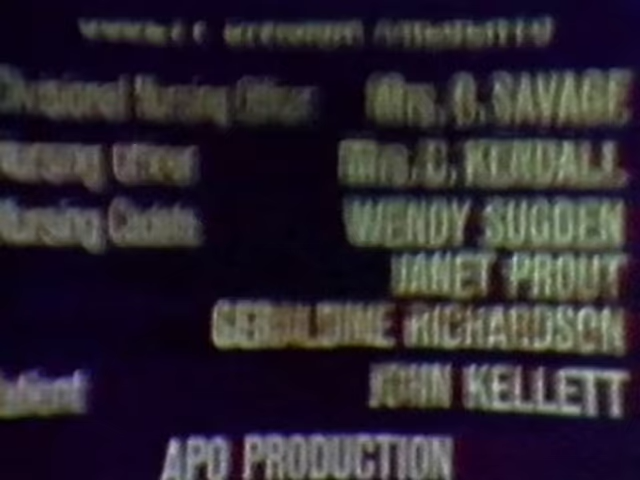 Divisional Nursing Officer Mrs. O. SAVAGE
Nursing Officer Mrs. C. KENDALL
Nursing Cadets WENDY SUGDEN
JANET PROUT
GERALDINE RICHARDSON
Patient JOHN KELLETT
APO PRODUCTION